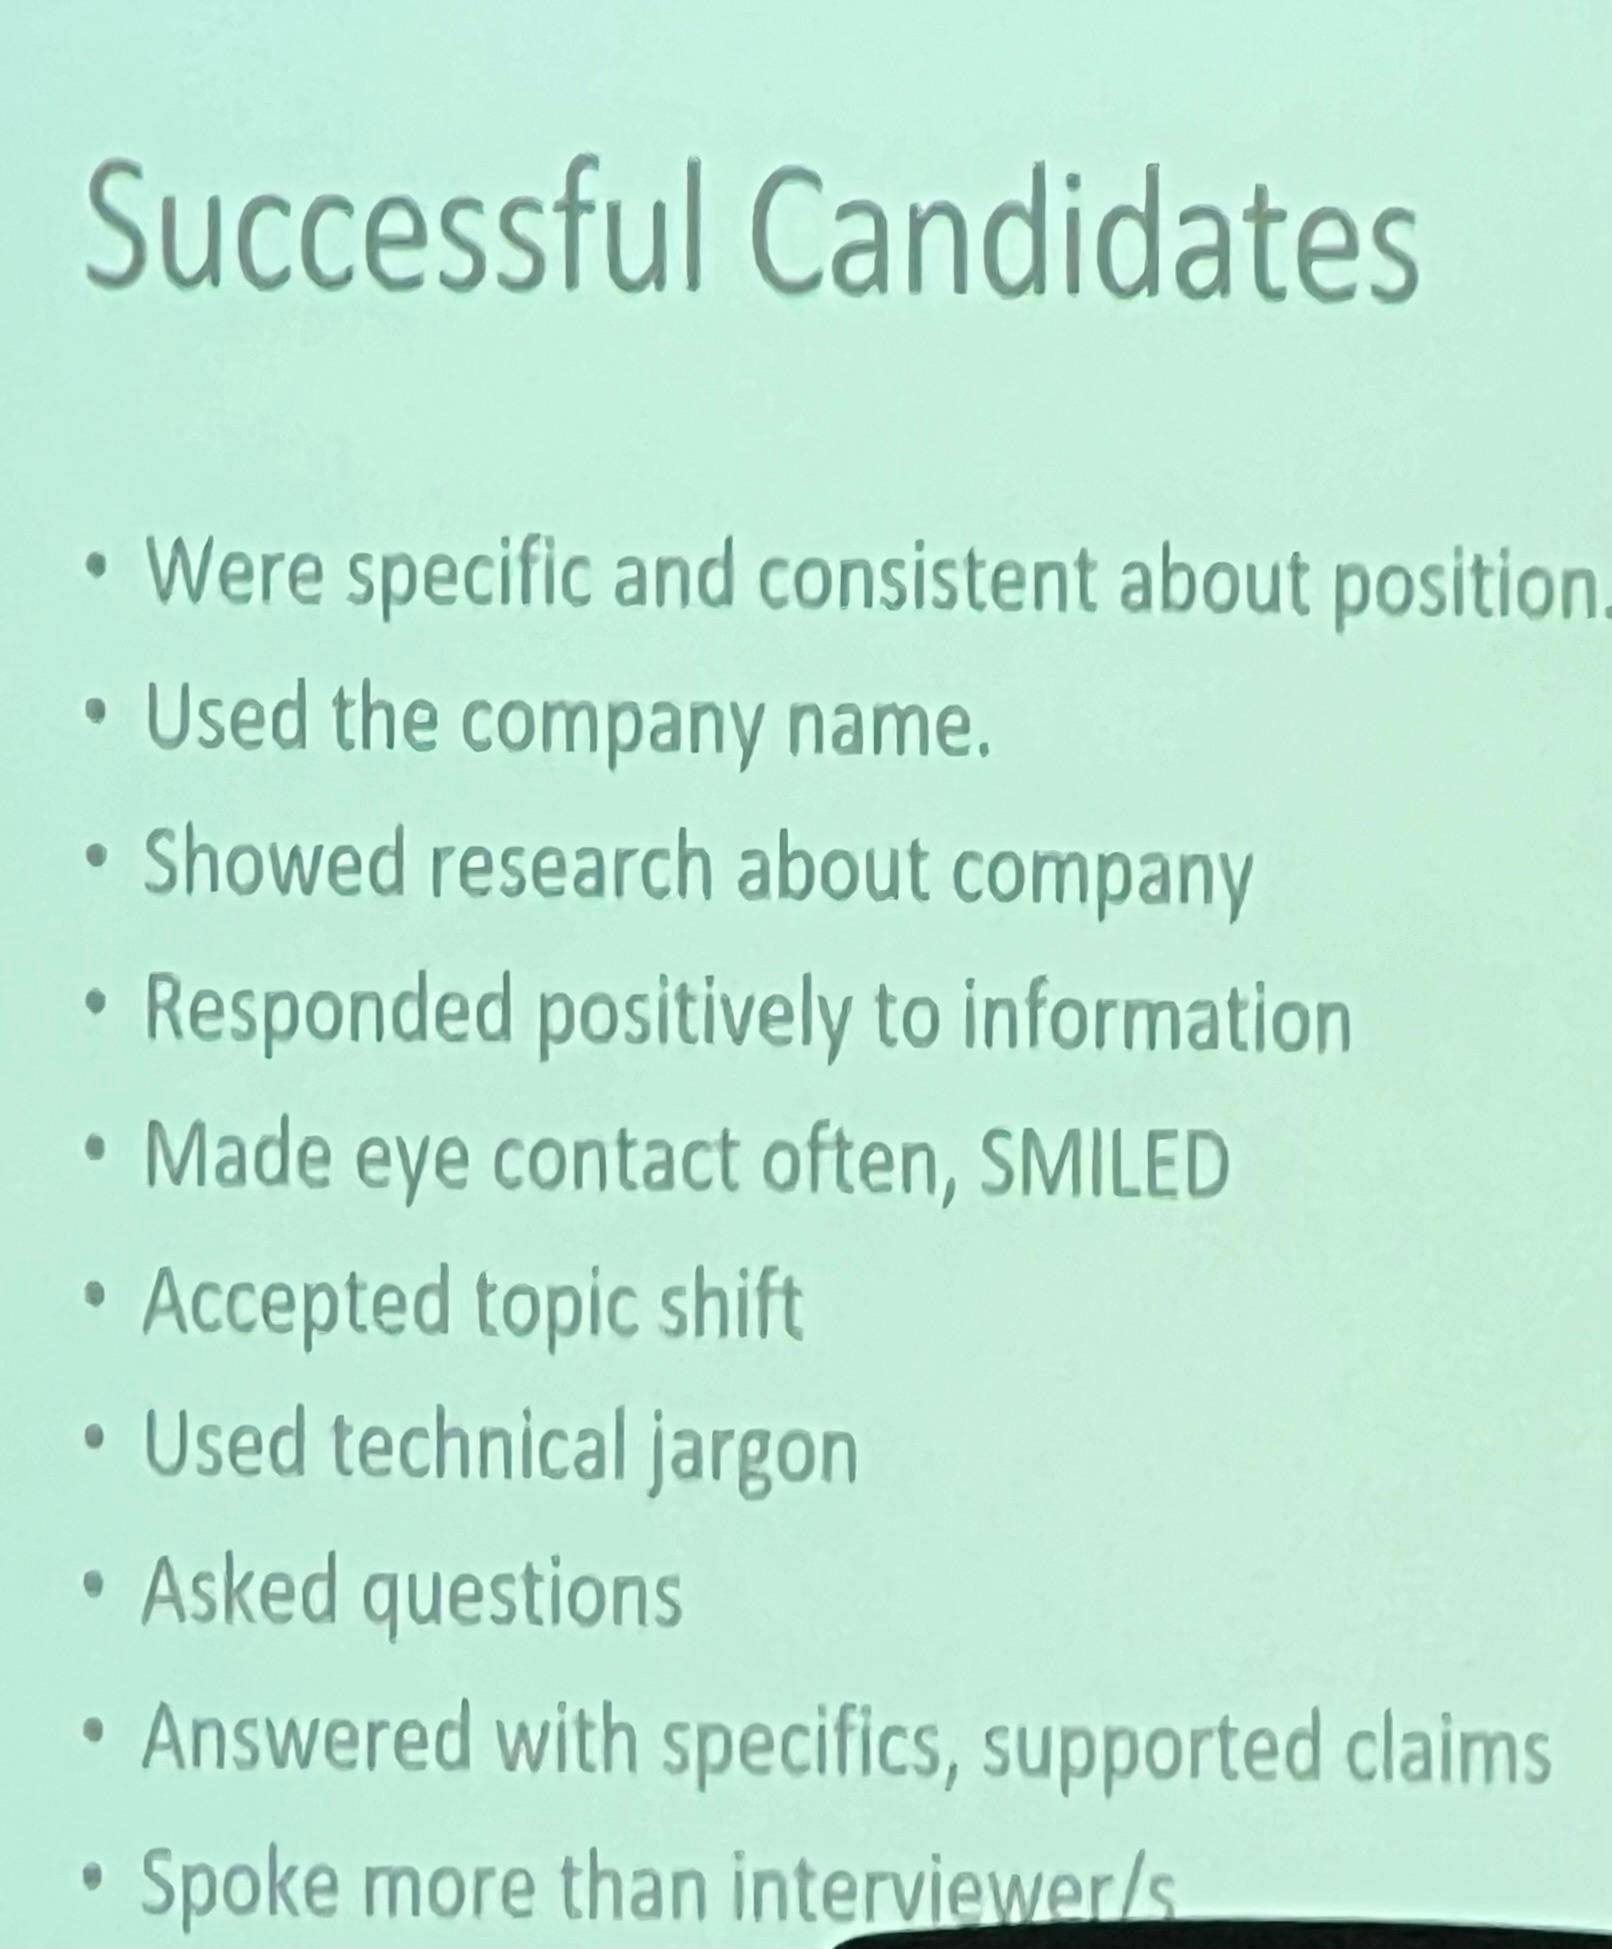 Successful Candidates
• Were specific and consistent about position.
• Used the company name.
• Showed research about company
• Responded positively to information
• Made eye contact often, SMILED
• Accepted topic shift
• Used technical jargon
• Asked questions
• Answered with specifics, supported claims
• Spoke more than interviewer/s